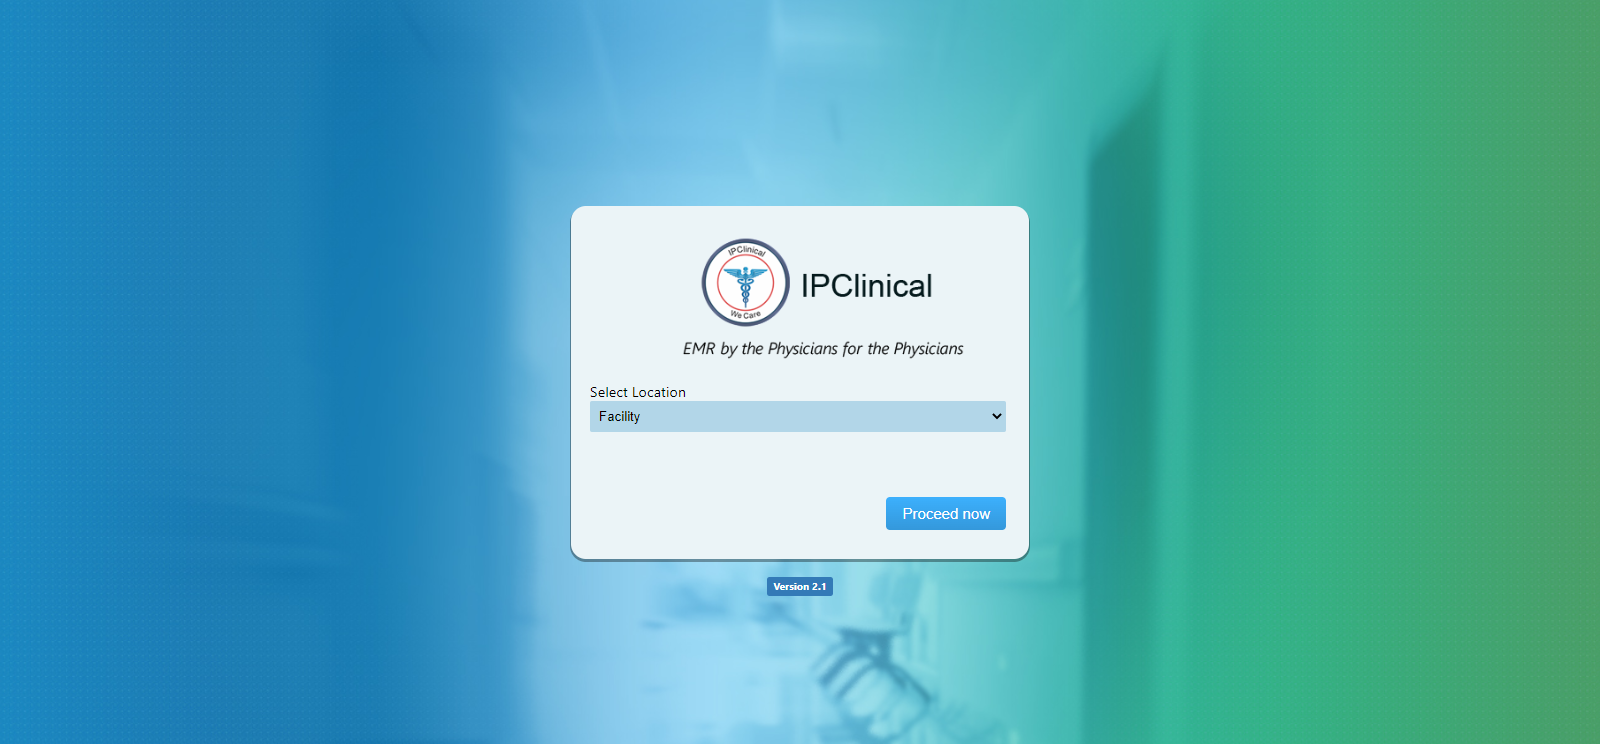 IPClinical
We Care
IPClinical
EMR by the Physicians for the Physicians
Select Location
Facility
Proceed now
Version 2.1